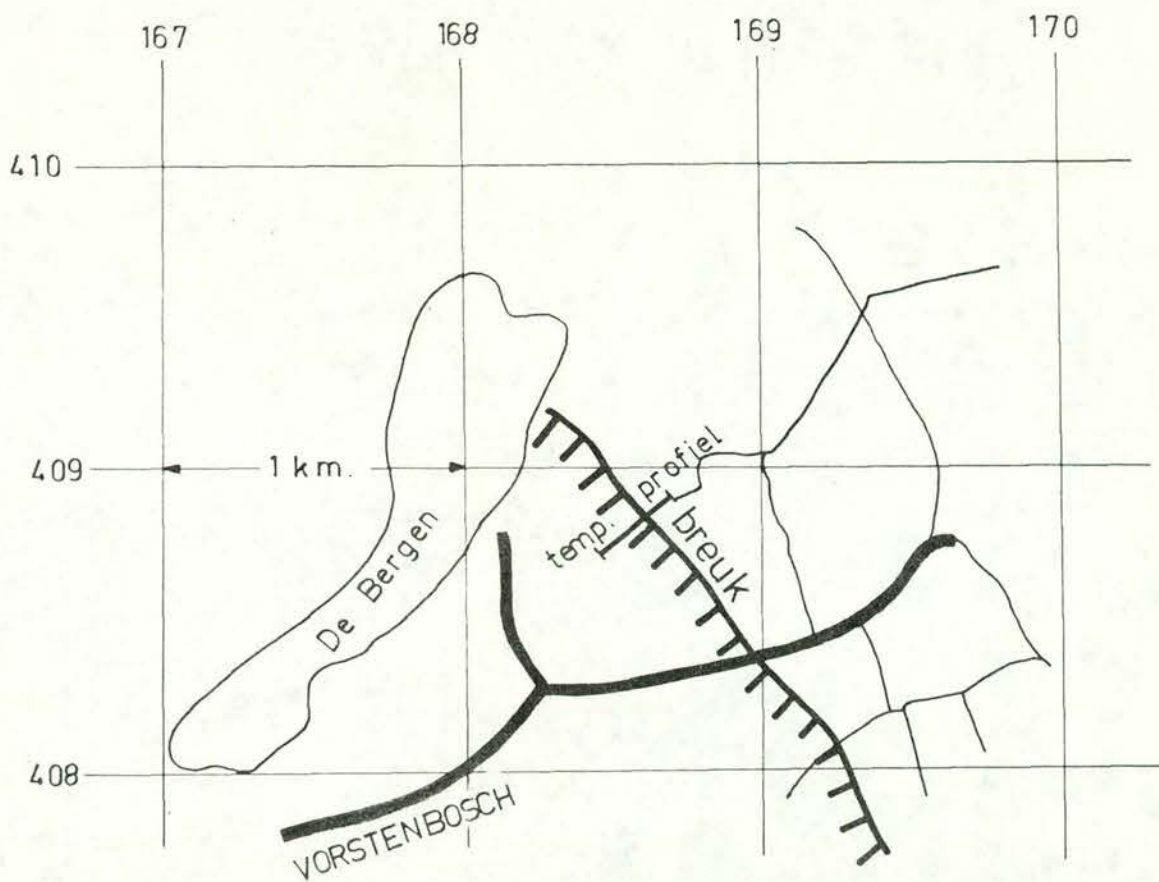 167 168 169 170
410
409
1 km.
temp. profiel
breuk
De Bergen
408
VORSTENBOSCH